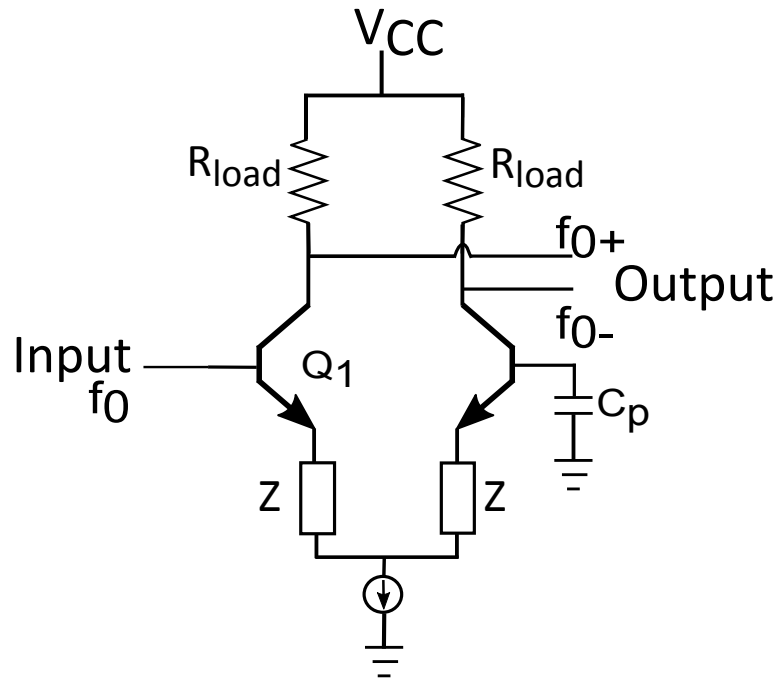 VCC
Rload
Rload
f0+
Output
f0-
Input
f0
Q1
Cp
Z
Z